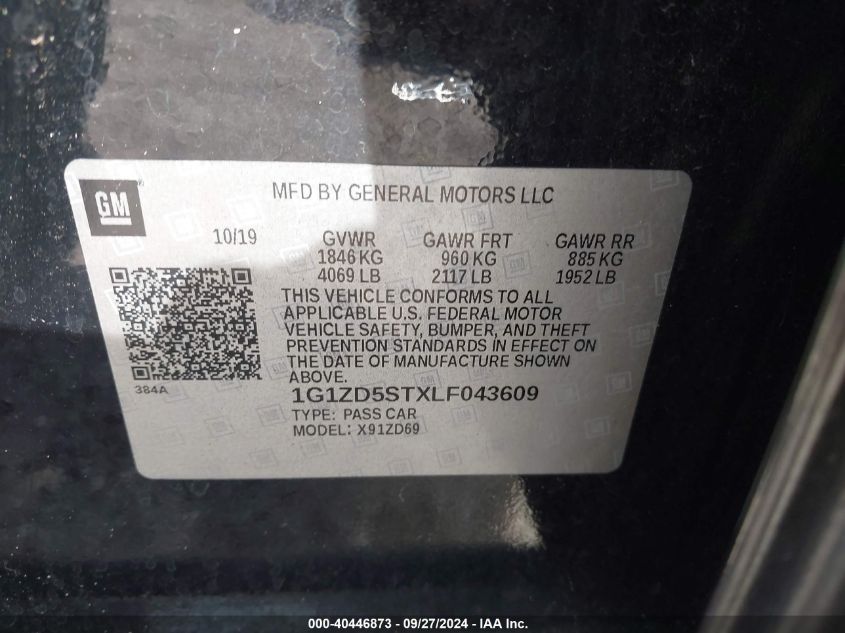 GM
MFD BY GENERAL MOTORS LLC
10/19 GVWR GAWR FRT GAWR RR
1846 KG 960 KG 885 KG
4069 LB 2117 LB 1952 LB
THIS VEHICLE CONFORMS TO ALL
APPLICABLE U.S. FEDERAL MOTOR
VEHICLE SAFETY, BUMPER, AND THEFT
PREVENTION STANDARDS IN EFFECT ON
THE DATE OF MANUFACTURE SHOWN
ABOVE.
384A
1G1ZD5STXLF043609
TYPE: PASS CAR
MODEL: X91ZD69
000-40446873 - 09/27/2024 - IAA Inc.